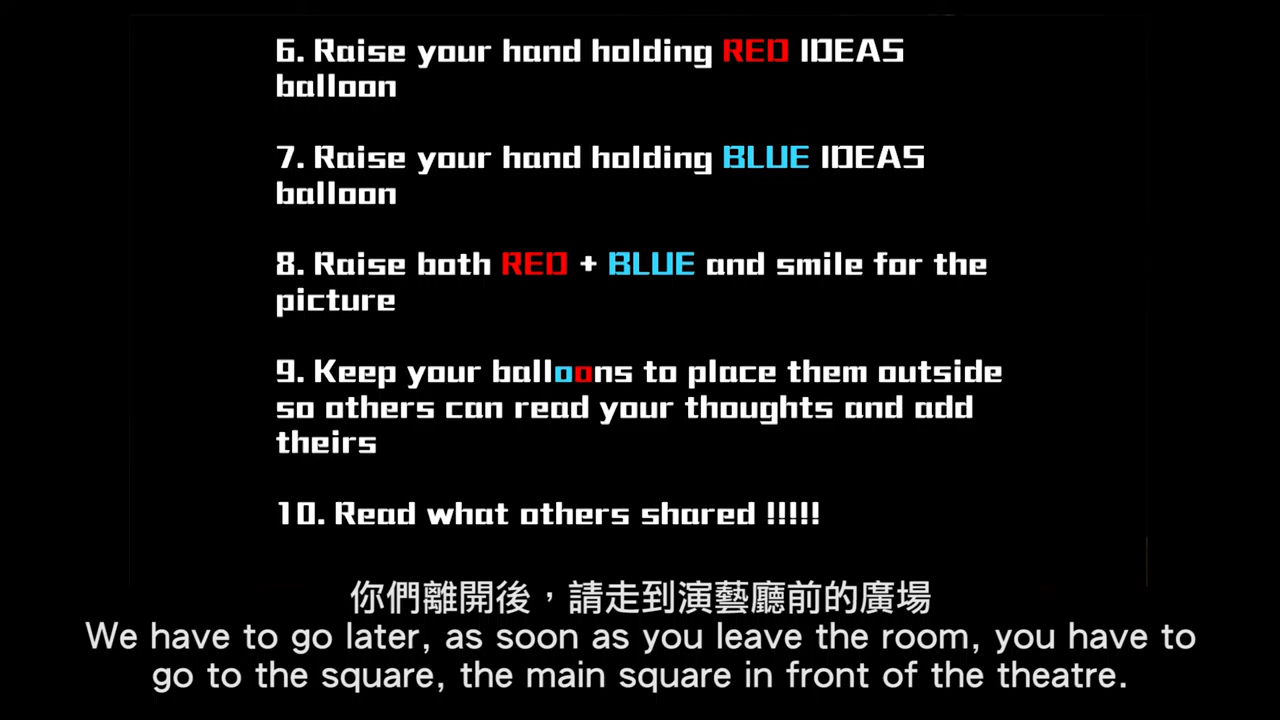 6. Raise your hand holding RED IDEAS
balloon
7. Raise your hand holding BLUE IDEAS
balloon
8. Raise both RED + BLUE and smile for the
picture
9. Keep your balloons to place them outside
so others can read your thoughts and add
theirs
10. Read what others shared !!!!!
你們離開後，請走到演藝廳前的廣場
We have to go later, as soon as you leave the room, you have to
go to the square, the main square in front of the theatre.